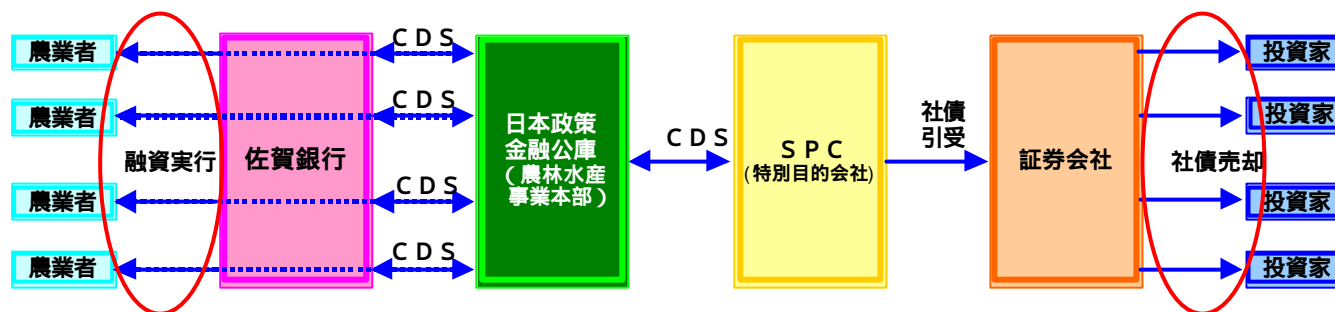 農業者
農業者
農業者
農業者
融資実行
佐賀銀行
ＣＤＳ
ＣＤＳ
ＣＤＳ
ＣＤＳ
日本政策
金融公庫
（農林水産
事業本部）
ＣＤＳ
ＳＰＣ
(特別目的会社)
社債
引受
証券会社
社債売却
投資家
投資家
投資家
投資家